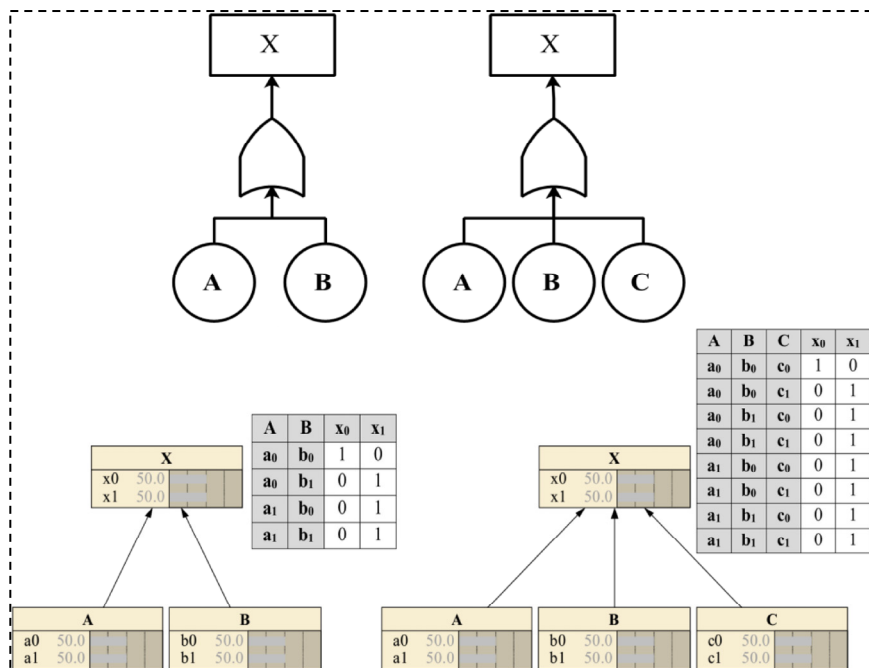 X X
A B A B C
A B C x₀ x₁
a₀ b₀ c₀ 1 0
a₀ b₀ c₁ 0 1
a₀ b₁ c₀ 0 1
a₀ b₁ c₁ 0 1
a₁ b₀ c₀ 0 1
a₁ b₀ c₁ 0 1
a₁ b₁ c₀ 0 1
a₁ b₁ c₁ 0 1
A B x₀ x₁
a₀ b₀ 1 0
a₀ b₁ 0 1
a₁ b₀ 0 1
a₁ b₁ 0 1
X
x0 50.0
x1 50.0
X
x0 50.0
x1 50.0
A
a0 50.0
a1 50.0
B
b0 50.0
b1 50.0
A
a0 50.0
a1 50.0
B
b0 50.0
b1 50.0
C
c0 50.0
c1 50.0